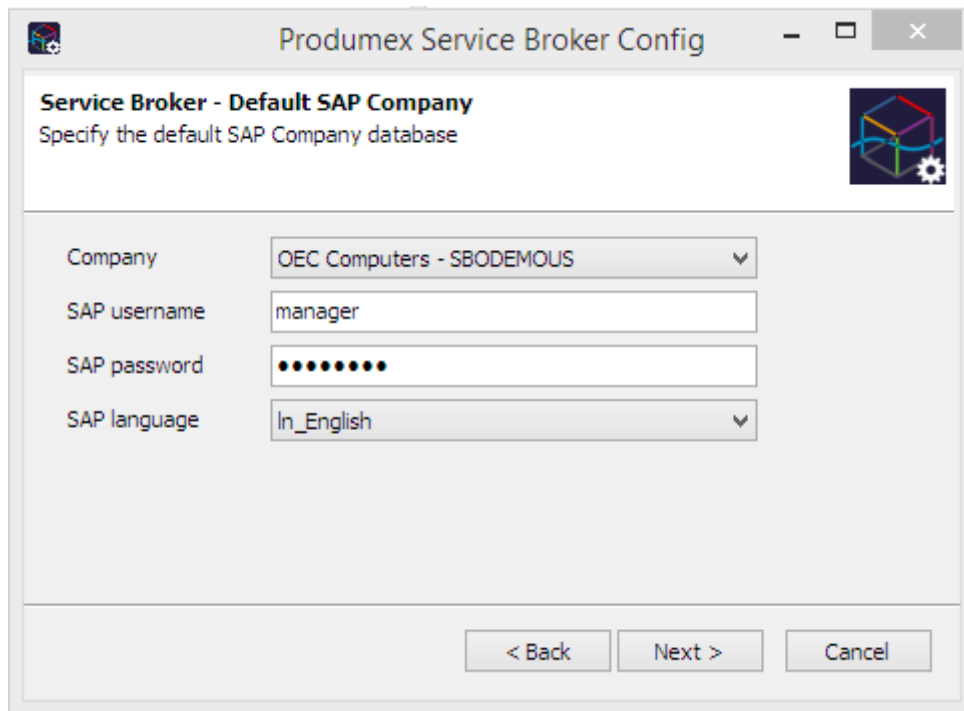 Produmex Service Broker Config
Service Broker - Default SAP Company
Specify the default SAP Company database
Company OEC Computers - SBODEMOUS
SAP username manager
SAP password ●●●●●●●●
SAP language ln_English
< Back Next > Cancel